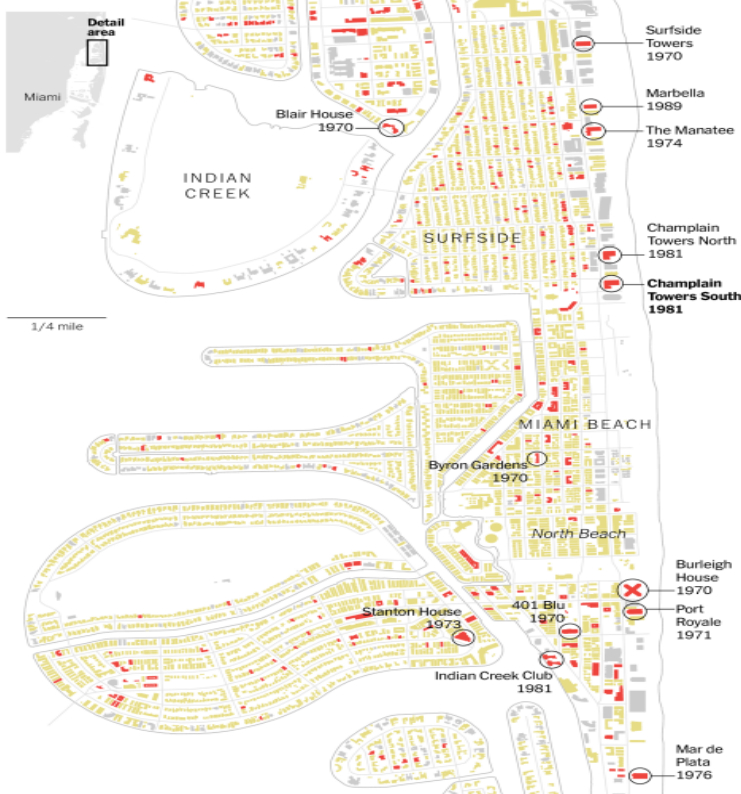 Detail
area
Miami
Surfside
Towers
1970
Marbella
1989
The Manatee
1974
Blair House
1970
INDIAN
CREEK
SURFSIDE
Champlain
Towers North
1981
Champlain
Towers South
1981
1/4 mile
MIAMI BEACH
Byron Gardens
1970
North Beach
Burleigh
House
1970
Port
Royale
1971
401 Blu
1970
Stanton House
1973
Indian Creek Club
1981
Mar de
Plata
1976